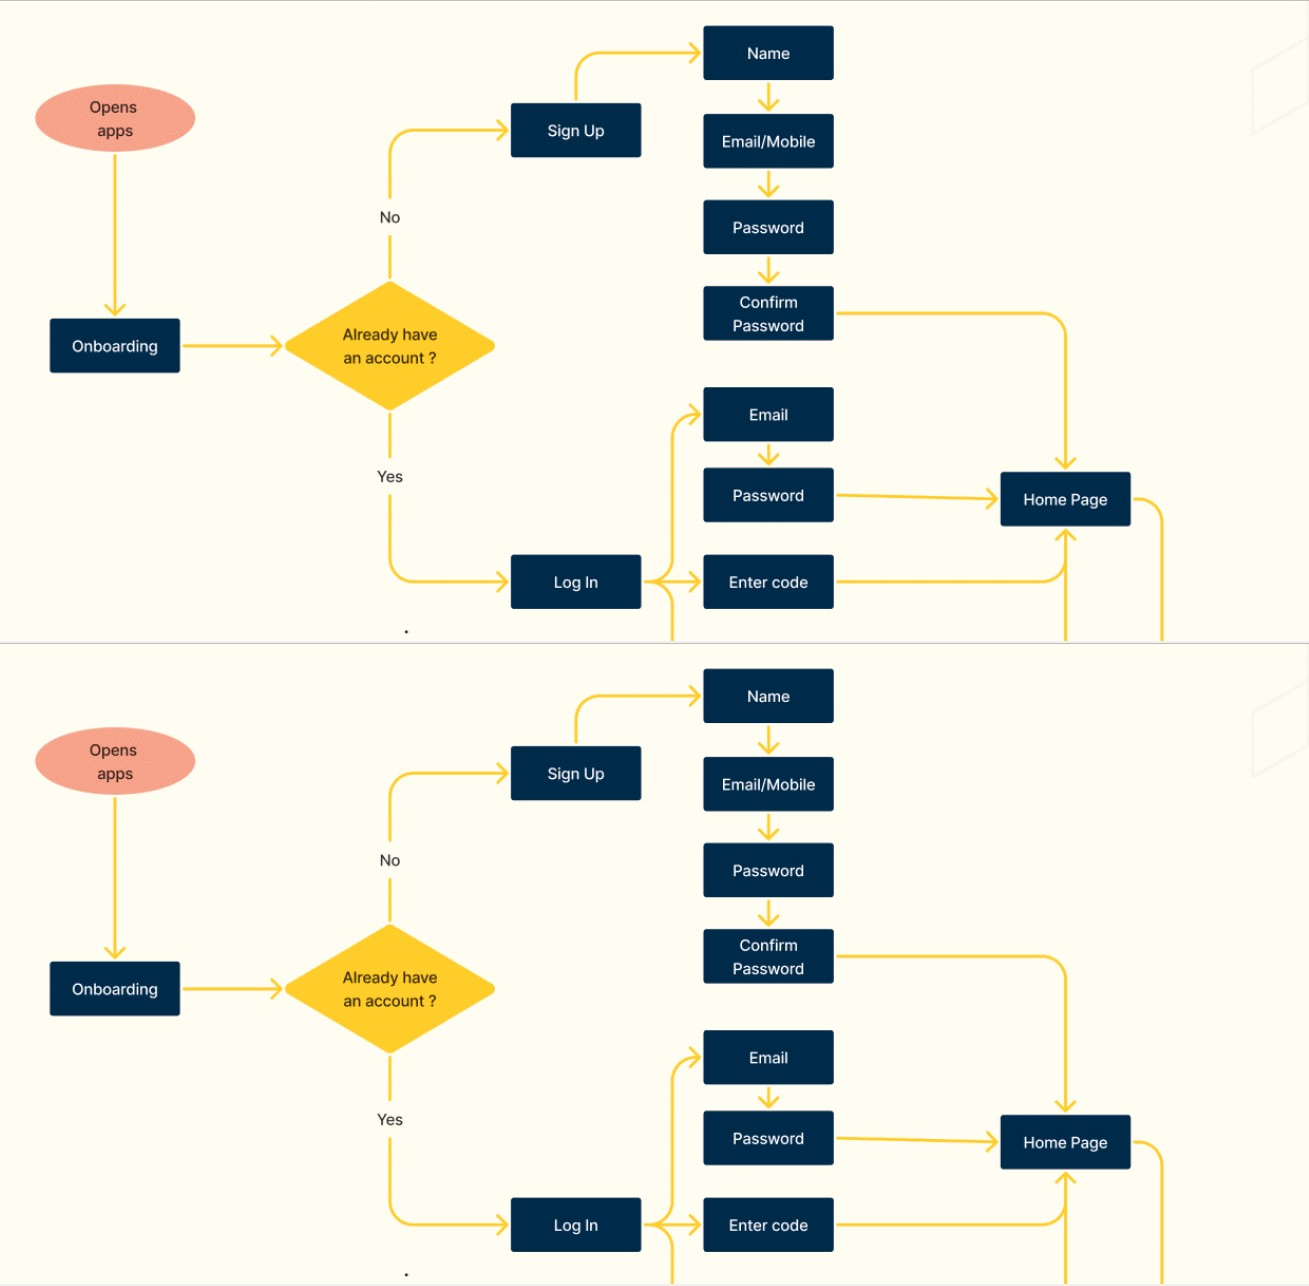 Name
Opens
apps
Sign Up
Email/Mobile
No
Password
Confirm
Password
Already have
an account ?
Onboarding
Email
Yes
Password
Home Page
Log In
Enter code
.
Name
Opens
apps
Sign Up
Email/Mobile
No
Password
Confirm
Password
Already have
an account ?
Onboarding
Email
Yes
Password
Home Page
Log In
Enter code
.